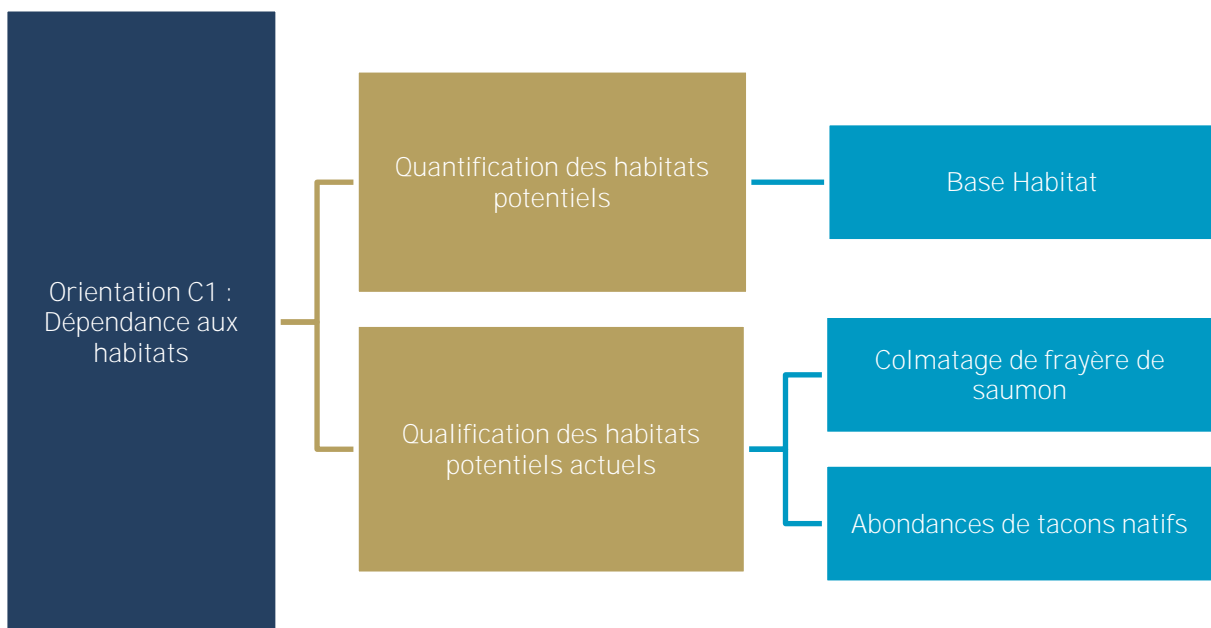 Orientation C1 :
Dépendance aux
habitats
Quantification des habitats
potentiels
Base Habitat
Qualification des habitats
potentiels actuels
Colmatage de frayère de
saumon
Abondances de tacons natifs